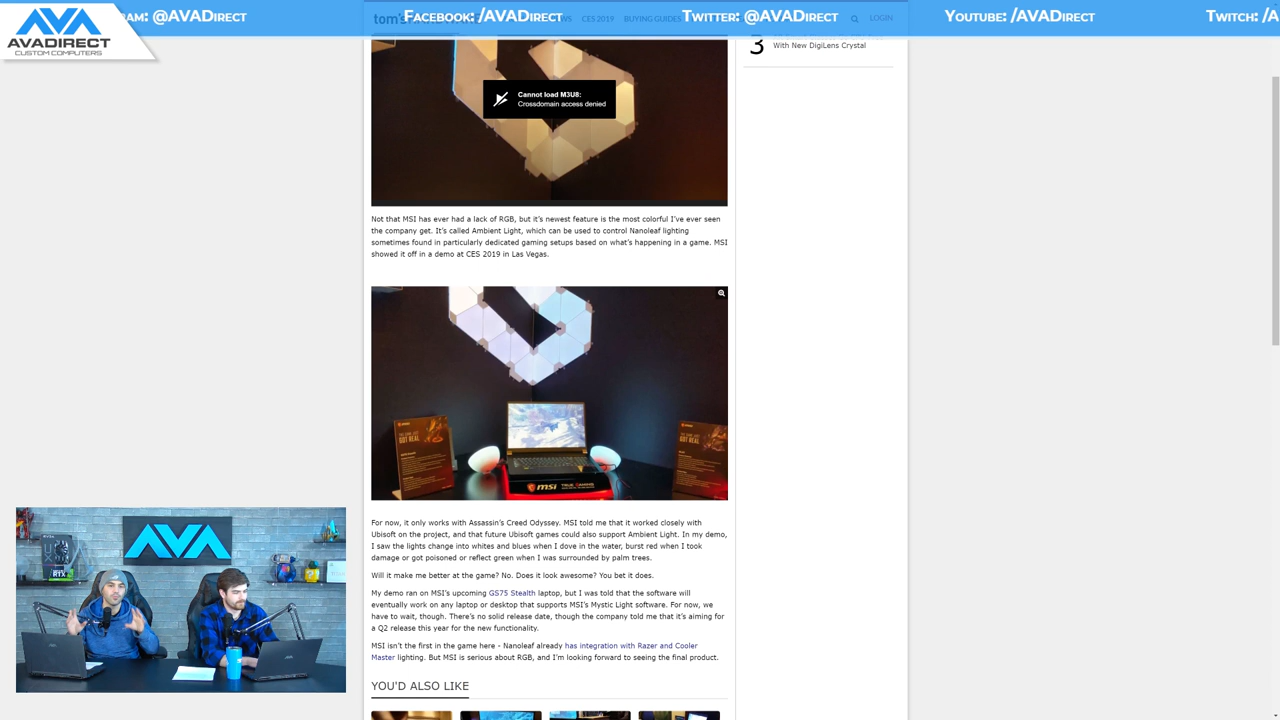 RAM: @AVADIRECT
FACEBOOK: /AVADIRECT
TWITTER: @AVADIRECT
YOUTUBE: /AVADIRECT
TWITCH: /A
tom's
CES 2019
BUYING GUIDES
LOGIN
AVADIRECT
CUSTOM COMPUTERS
3
With New DigiLens Crystal
Cannot load M3U8:
Crossdomain access denied
Not that MSI has ever had a lack of RGB, but it's newest feature is the most colorful I've ever seen
the company get. It's called Ambient Light, which can be used to control Nanoleaf lighting
sometimes found in particularly dedicated gaming setups based on what's happening in a game. MSI
showed it off in a demo at CES 2019 in Las Vegas.
GOT REAL
GOT REAL
msi
TRUE GAMING
For now, it only works with Assassin's Creed Odyssey. MSI told me that it worked closely with
Ubisoft on the project, and that future Ubisoft games could also support Ambient Light. In my demo,
I saw the lights change into whites and blues when I dove in the water, burst red when I took
damage or got poisoned or reflect green when I was surrounded by palm trees.
Will it make me better at the game? No. Does it look awesome? You bet it does.
My demo ran on MSI's upcoming GS75 Stealth laptop, but I was told that the software will
eventually work on any laptop or desktop that supports MSI's Mystic Light software. For now, we
have to wait, though. There's no solid release date, though the company told me that it's aiming for
a Q2 release this year for the new functionality.
MSI isn't the first in the game here - Nanoleaf already has integration with Razer and Cooler
Master lighting. But MSI is serious about RGB, and I'm looking forward to seeing the final product.
YOU'D ALSO LIKE